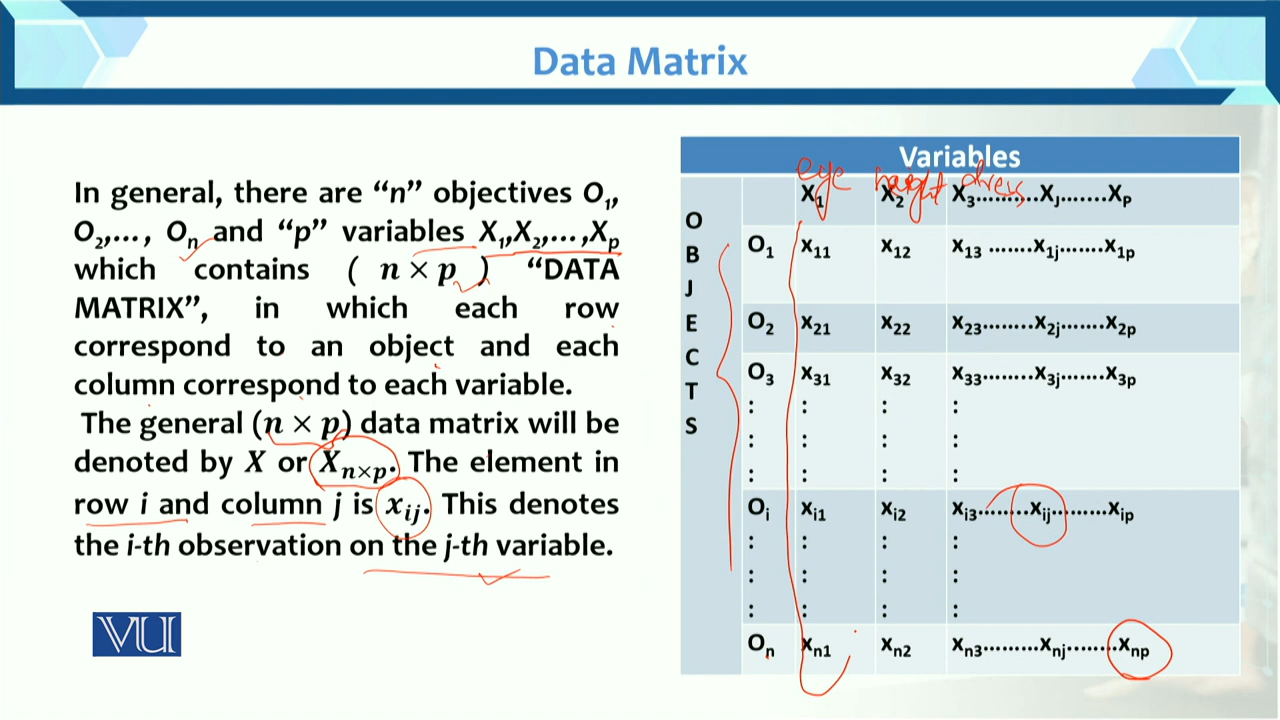 Data Matrix
In general, there are “n” objectives O₁,
O₂,..., Oₙ and “p” variables X₁,X₂,...,Xₚ
which contains ( n × p ) “DATA
MATRIX”, in which each row
correspond to an object and each
column correspond to each variable.
The general (n × p) data matrix will be
denoted by X or Xₙₓₚ. The element in
row i and column j is xᵢⱼ. This denotes
the i-th observation on the j-th variable.
VU
Variables
eye height dress
X₁ X₂ X₃..........Xⱼ.......Xₚ
OBJECTS
O₁ x₁₁ x₁₂ x₁₃ .......x₁ⱼ.......x₁ₚ
O₂ x₂₁ x₂₂ x₂₃........x₂ⱼ.......x₂ₚ
O₃ x₃₁ x₃₂ x₃₃........x₃ⱼ.......x₃ₚ
: : : :
: : : :
: : : :
Oᵢ xᵢ₁ xᵢ₂ xᵢ₃........xᵢⱼ.........xᵢₚ
: : : :
: : : :
: : : :
Oₙ xₙ₁ xₙ₂ xₙ₃..........xₙⱼ........xₙₚ